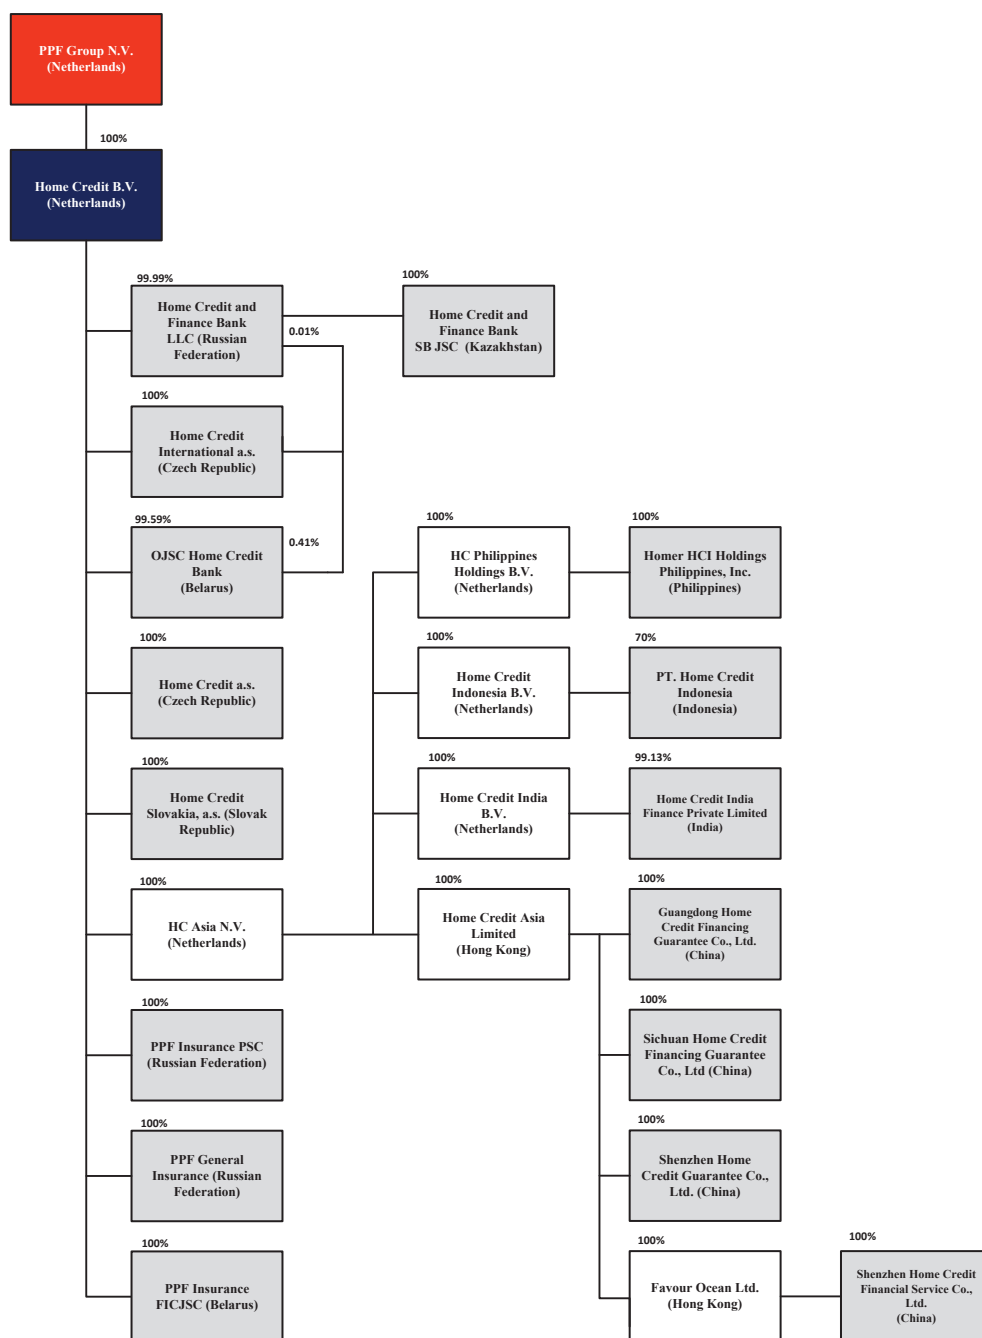 PPF Group N.V.
(Netherlands)
100%
Home Credit B.V.
(Netherlands)
99.99%
Home Credit and
Finance Bank
LLC (Russian
Federation)
0.01%
100%
Home Credit and
Finance Bank
SB JSC (Kazakhstan)
100%
Home Credit
International a.s.
(Czech Republic)
99.59%
OJSC Home Credit
Bank
(Belarus)
0.41%
100%
HC Philippines
Holdings B.V.
(Netherlands)
100%
Homer HCI Holdings
Philippines, Inc.
(Philippines)
100%
Home Credit a.s.
(Czech Republic)
100%
Home Credit
Indonesia B.V.
(Netherlands)
70%
PT. Home Credit
Indonesia
(Indonesia)
100%
Home Credit
Slovakia, a.s. (Slovak
Republic)
100%
Home Credit India
B.V.
(Netherlands)
99.13%
Home Credit India
Finance Private Limited
(India)
100%
HC Asia N.V.
(Netherlands)
100%
Home Credit Asia
Limited
(Hong Kong)
100%
Guangdong Home
Credit Financing
Guarantee Co., Ltd.
(China)
100%
PPF Insurance PSC
(Russian Federation)
100%
Sichuan Home Credit
Financing Guarantee
Co., Ltd (China)
100%
PPF General
Insurance (Russian
Federation)
100%
Shenzhen Home
Credit Guarantee Co.,
Ltd. (China)
100%
PPF Insurance
FICJSC (Belarus)
100%
Favour Ocean Ltd.
(Hong Kong)
100%
Shenzhen Home Credit
Financial Service Co.,
Ltd.
(China)